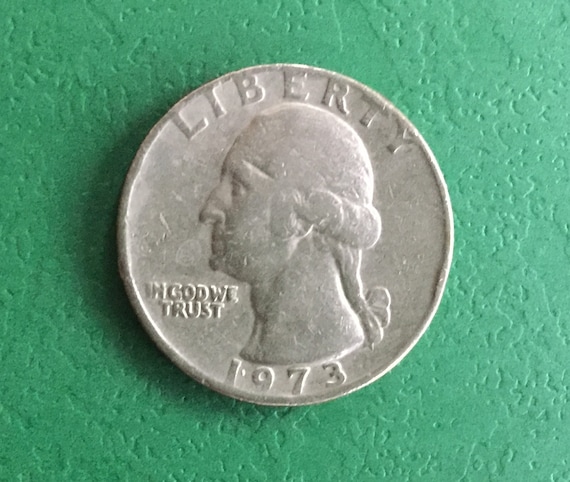 LIBERTY
IN GOD WE
TRUST
1973